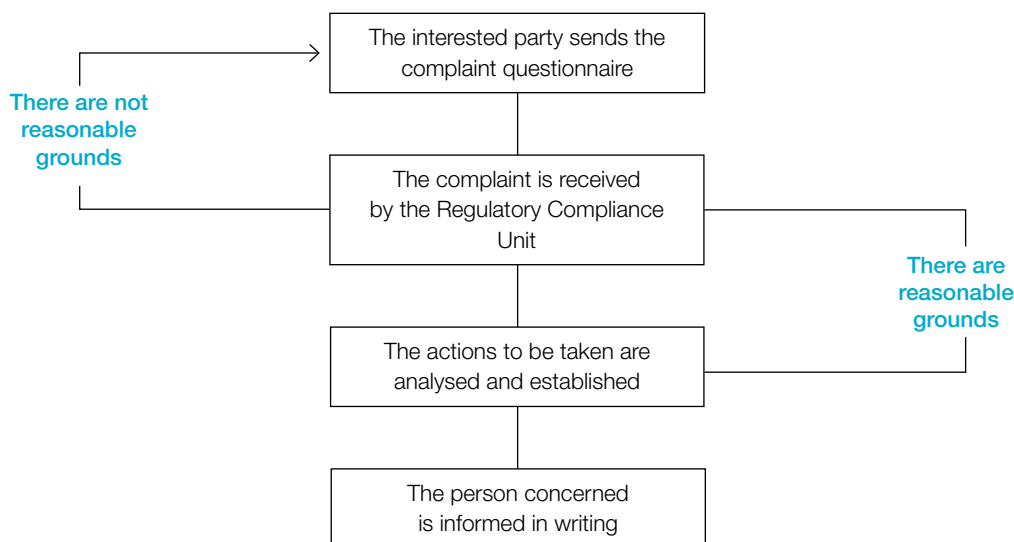 The interested party sends the
complaint questionnaire
There are not
reasonable
grounds
The complaint is received
by the Regulatory Compliance
Unit
There are
reasonable
grounds
The actions to be taken are
analysed and established
The person concerned
is informed in writing